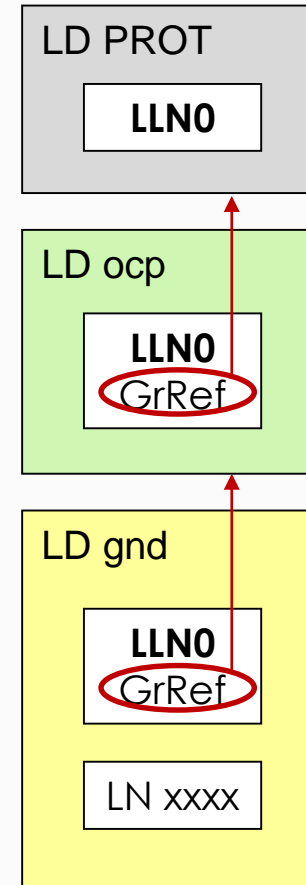 LD PROT
LLN0
LD ocp
LLN0
GrRef
LD gnd
LLN0
GrRef
LN xxxx